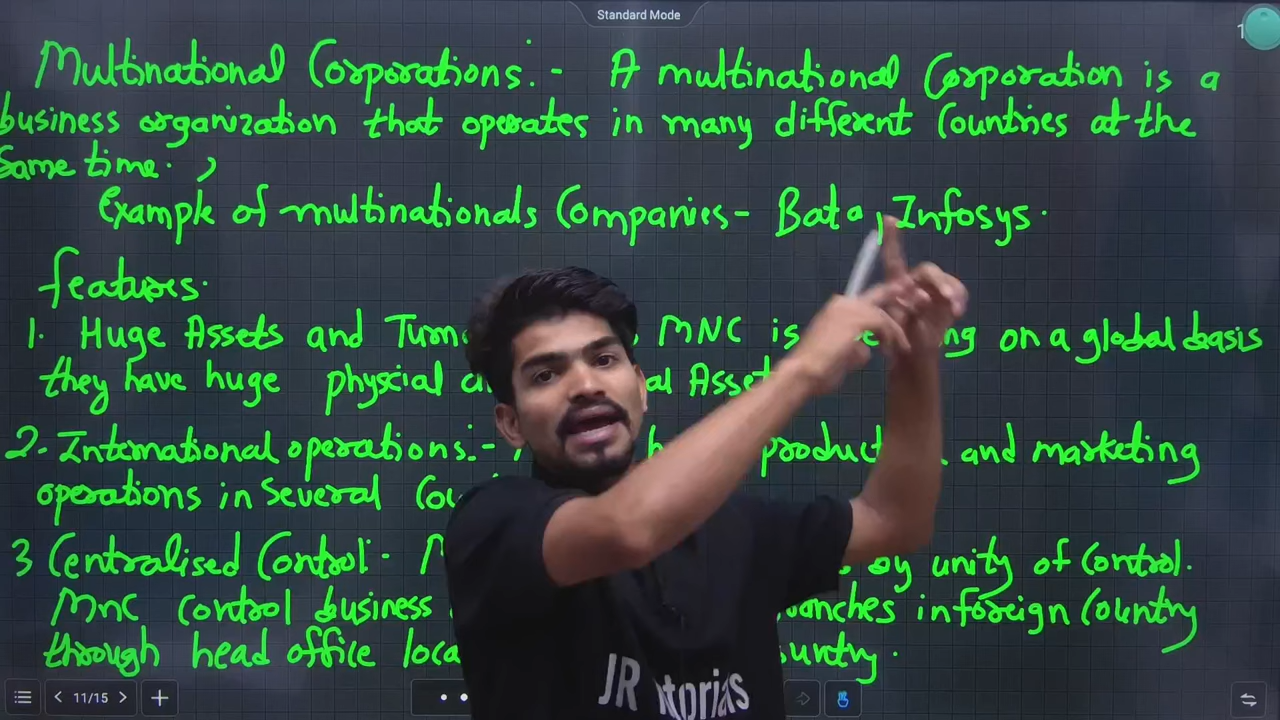 Standard Mode
1
Multinational Corporations:- A multinational Corporation is a
business organization that operates in many different Countries at the
Same time. ,
Example of multinationals Companies- Bata, Infosys.
features.
1. Huge Assets and MNC is on a global basis
they have huge physcial
2. International operations:- and marketing
operations in Several
3 Centralised Control- by unity of Control.
MnC Control business in foreign Country
through head office
11/15
JR